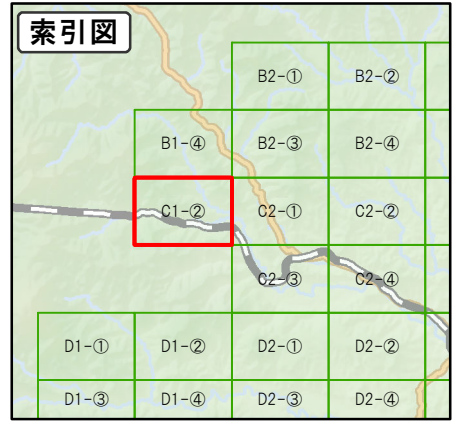 索引図
B2-① B2-②
B1-④ B2-③ B2-④
C1-② C2-① C2-②
C2-③ C2-④
D1-① D1-② D2-① D2-②
D1-③ D1-④ D2-③ D2-④